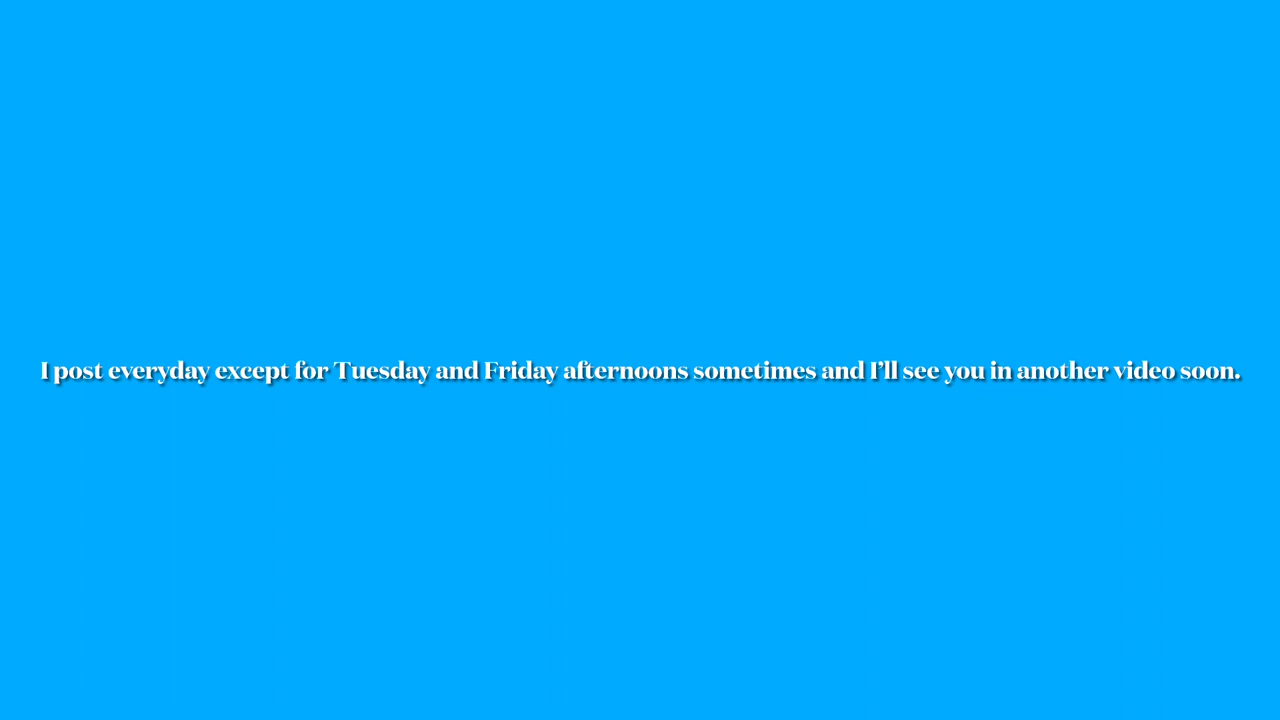 I post everyday except for Tuesday and Friday afternoons sometimes and I’ll see you in another video soon.